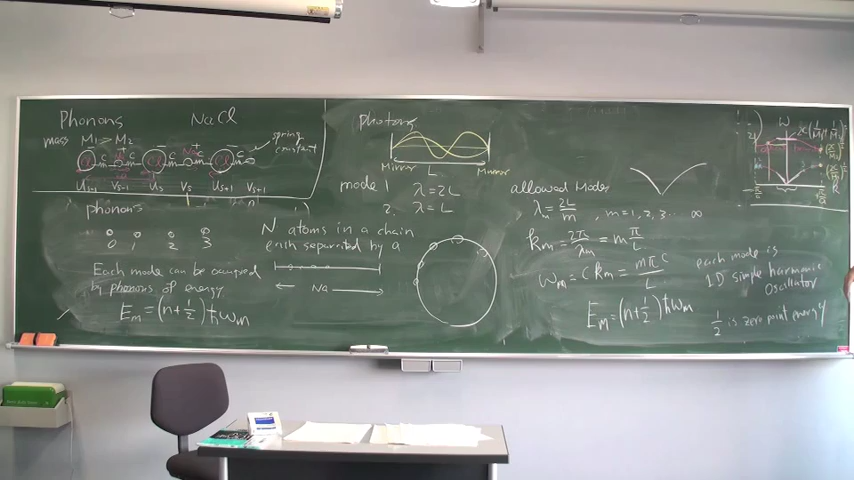 Phonons NaCl
mass M1 > M2
spring
constant
Us-1 Vs-1 Us Vs Us+1 Vs+1
phonons
0 1 2 3
N atoms in a chain
each separated by a
Each mode can be occupied
by phonons of energy
Em = (n + 1/2) ħωm
Na
photons
Mirror L Mirror
mode 1 λ = 2L
2. λ = L
allowed Modes
λm = 2L/m , m = 1, 2, 3 ... ∞
km = 2π/λm = m π/L
ωm = c km = mπc/L
Em = (n + 1/2) ħωm
each mode is
1D simple harmonic
Oscillator
1/2 is zero point energy
ω